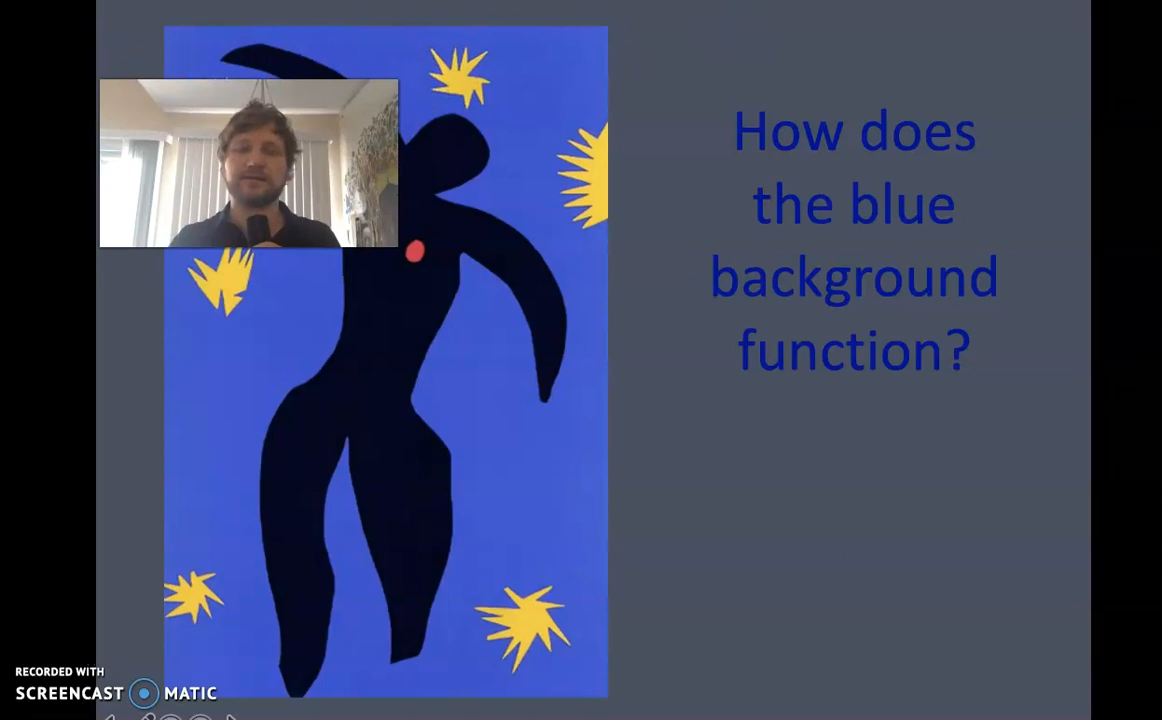 How does
the blue
background
function?
RECORDED WITH
SCREENCAST MATIC